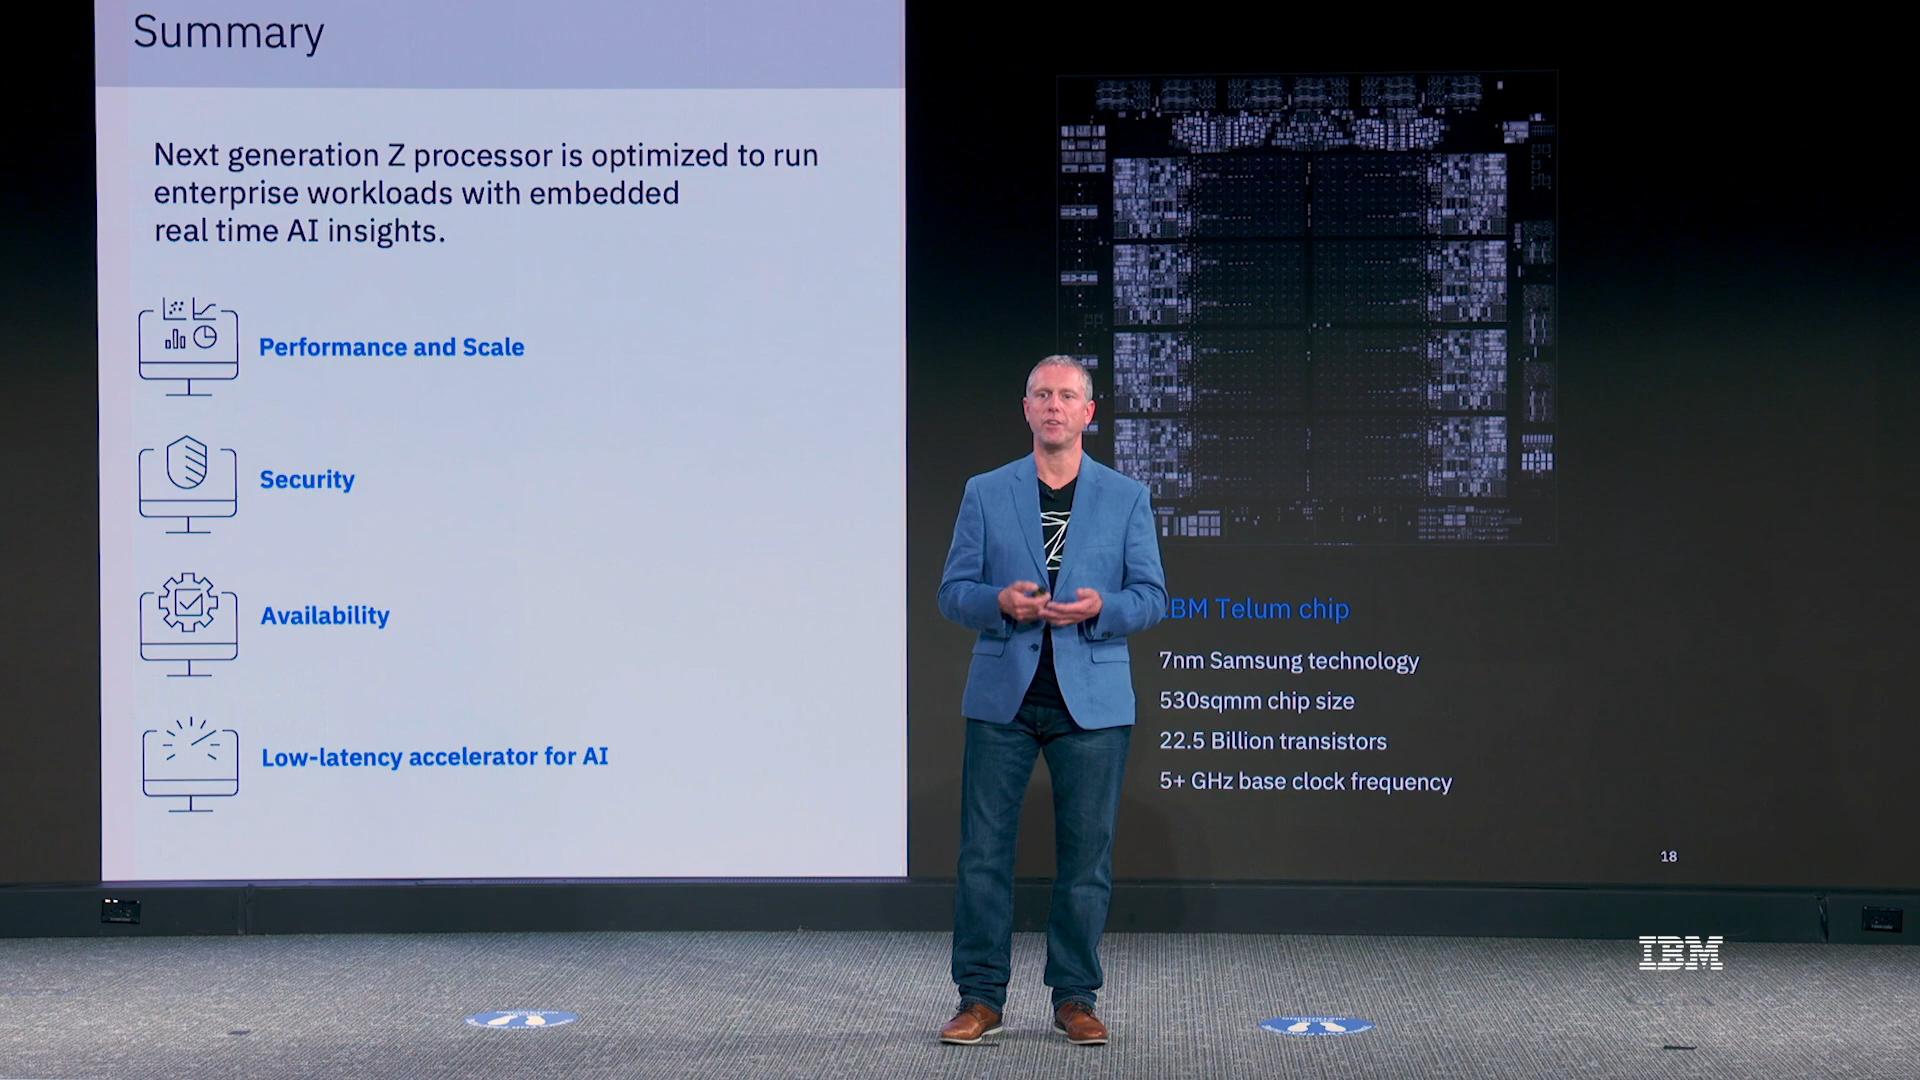 Summary
Next generation Z processor is optimized to run
enterprise workloads with embedded
real time AI insights.
Performance and Scale
Security
Availability
Low-latency accelerator for AI
IBM Telum chip
7nm Samsung technology
530sqmm chip size
22.5 Billion transistors
5+ GHz base clock frequency
18
IBM